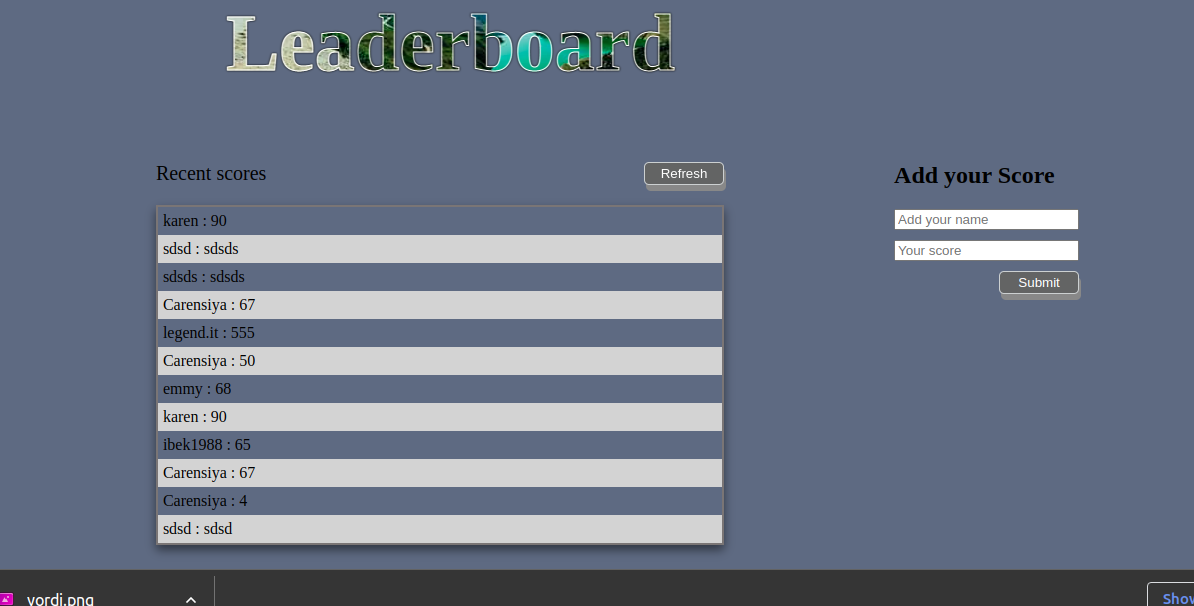 Leaderboard
Recent scores
Refresh
karen : 90
sdsd : sdsds
sdsds : sdsds
Carensiya : 67
legend.it : 555
Carensiya : 50
emmy : 68
karen : 90
ibek1988 : 65
Carensiya : 67
Carensiya : 4
sdsd : sdsd
Add your Score
Add your name
Your score
Submit
yordi.png